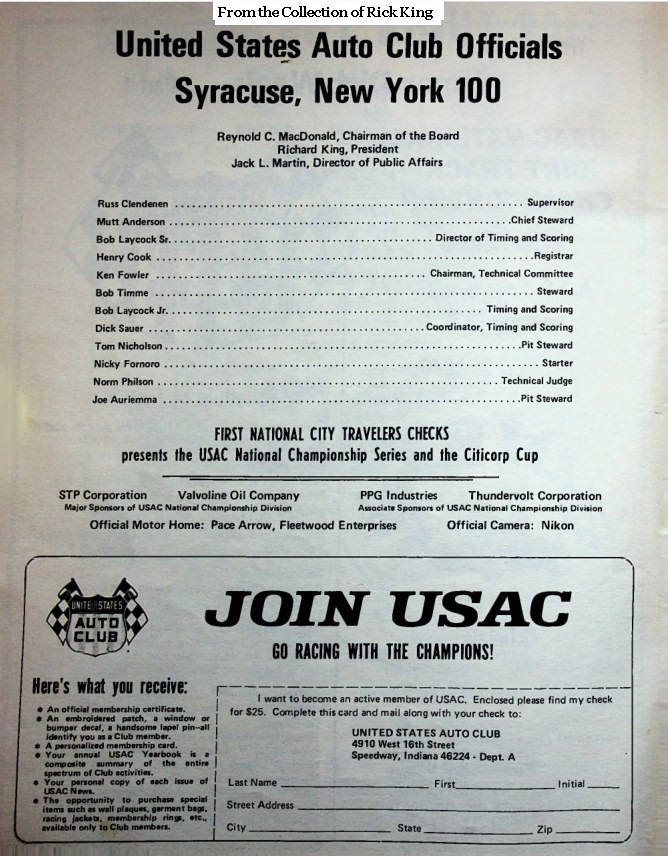 From the Collection of Rick King
United States Auto Club Officials
Syracuse, New York 100
Reynold C. MacDonald, Chairman of the Board
Richard King, President
Jack L. Martin, Director of Public Affairs
Russ Clendenen ........ Supervisor
Mutt Anderson ........ Chief Steward
Bob Laycock Sr. ........ Director of Timing and Scoring
Henry Cook ........ Registrar
Ken Fowler ........ Chairman, Technical Committee
Bob Timme ........ Steward
Bob Laycock Jr. ........ Timing and Scoring
Dick Sauer ........ Coordinator, Timing and Scoring
Tom Nicholson ........ Pit Steward
Nicky Fornoro ........ Starter
Norm Philson ........ Technical Judge
Joe Auriemma ........ Pit Steward
FIRST NATIONAL CITY TRAVELERS CHECKS
presents the USAC National Championship Series and the Citicorp Cup
STP Corporation Valvoline Oil Company PPG Industries Thundervolt Corporation
Major Sponsors of USAC National Championship Division Associate Sponsors of USAC National Championship Division
Official Motor Home: Pace Arrow, Fleetwood Enterprises Official Camera: Nikon
UNITED STATES
AUTO
CLUB
JOIN USAC
GO RACING WITH THE CHAMPIONS!
Here's what you receive:
• An official membership certificate.
• An embroidered patch, a window or
bumper decal, a handsome lapel pin—all
identify you as a Club member.
• A personalized membership card.
• Your annual USAC Yearbook is a
composite summary of the entire
spectrum of Club activities.
• Your personal copy of each issue of
USAC News.
• The opportunity to purchase special
items such as wall plaques, garment bags,
racing jackets, membership rings, etc.,
available only to Club members.
I want to become an active member of USAC. Enclosed please find my check
for $25. Complete this card and mail along with your check to:
UNITED STATES AUTO CLUB
4910 West 16th Street
Speedway, Indiana 46224 - Dept. A
Last Name ________ First ________ Initial ________
Street Address ________
City ________ State ________ Zip ________